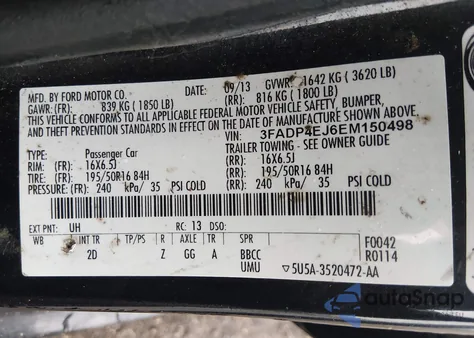 MFD. BY FORD MOTOR CO.
DATE: 09/13 GVWR: 1642 KG (3620 LB)
GAWR: (FR): 839 KG (1850 LB) (RR): 816 KG (1800 LB)
THIS VEHICLE CONFORMS TO ALL APPLICABLE FEDERAL MOTOR VEHICLE SAFETY, BUMPER,
AND THEFT PREVENTION STANDARDS IN EFFECT ON THE DATE OF MANUFACTURE SHOWN ABOVE.
VIN: 3FADP4EJ6EM150498
TYPE: Passenger Car TRAILER TOWING - SEE OWNER GUIDE
RIM: (FR): 16X6.5J (RR): 16X6.5J
TIRE: (FR): 195/50R16 84H (RR): 195/50R16 84H
PRESSURE: (FR): 240 kPa/ 35 PSI COLD (RR): 240 kPa/ 35 PSI COLD
EXT PNT: UH RC: 13 DSO:
WB INT TR TP/PS R AXLE TR SPR F0042
2D Z GG A BBCC R0114
UMU 5U5A-3520472-AA
autoSnap